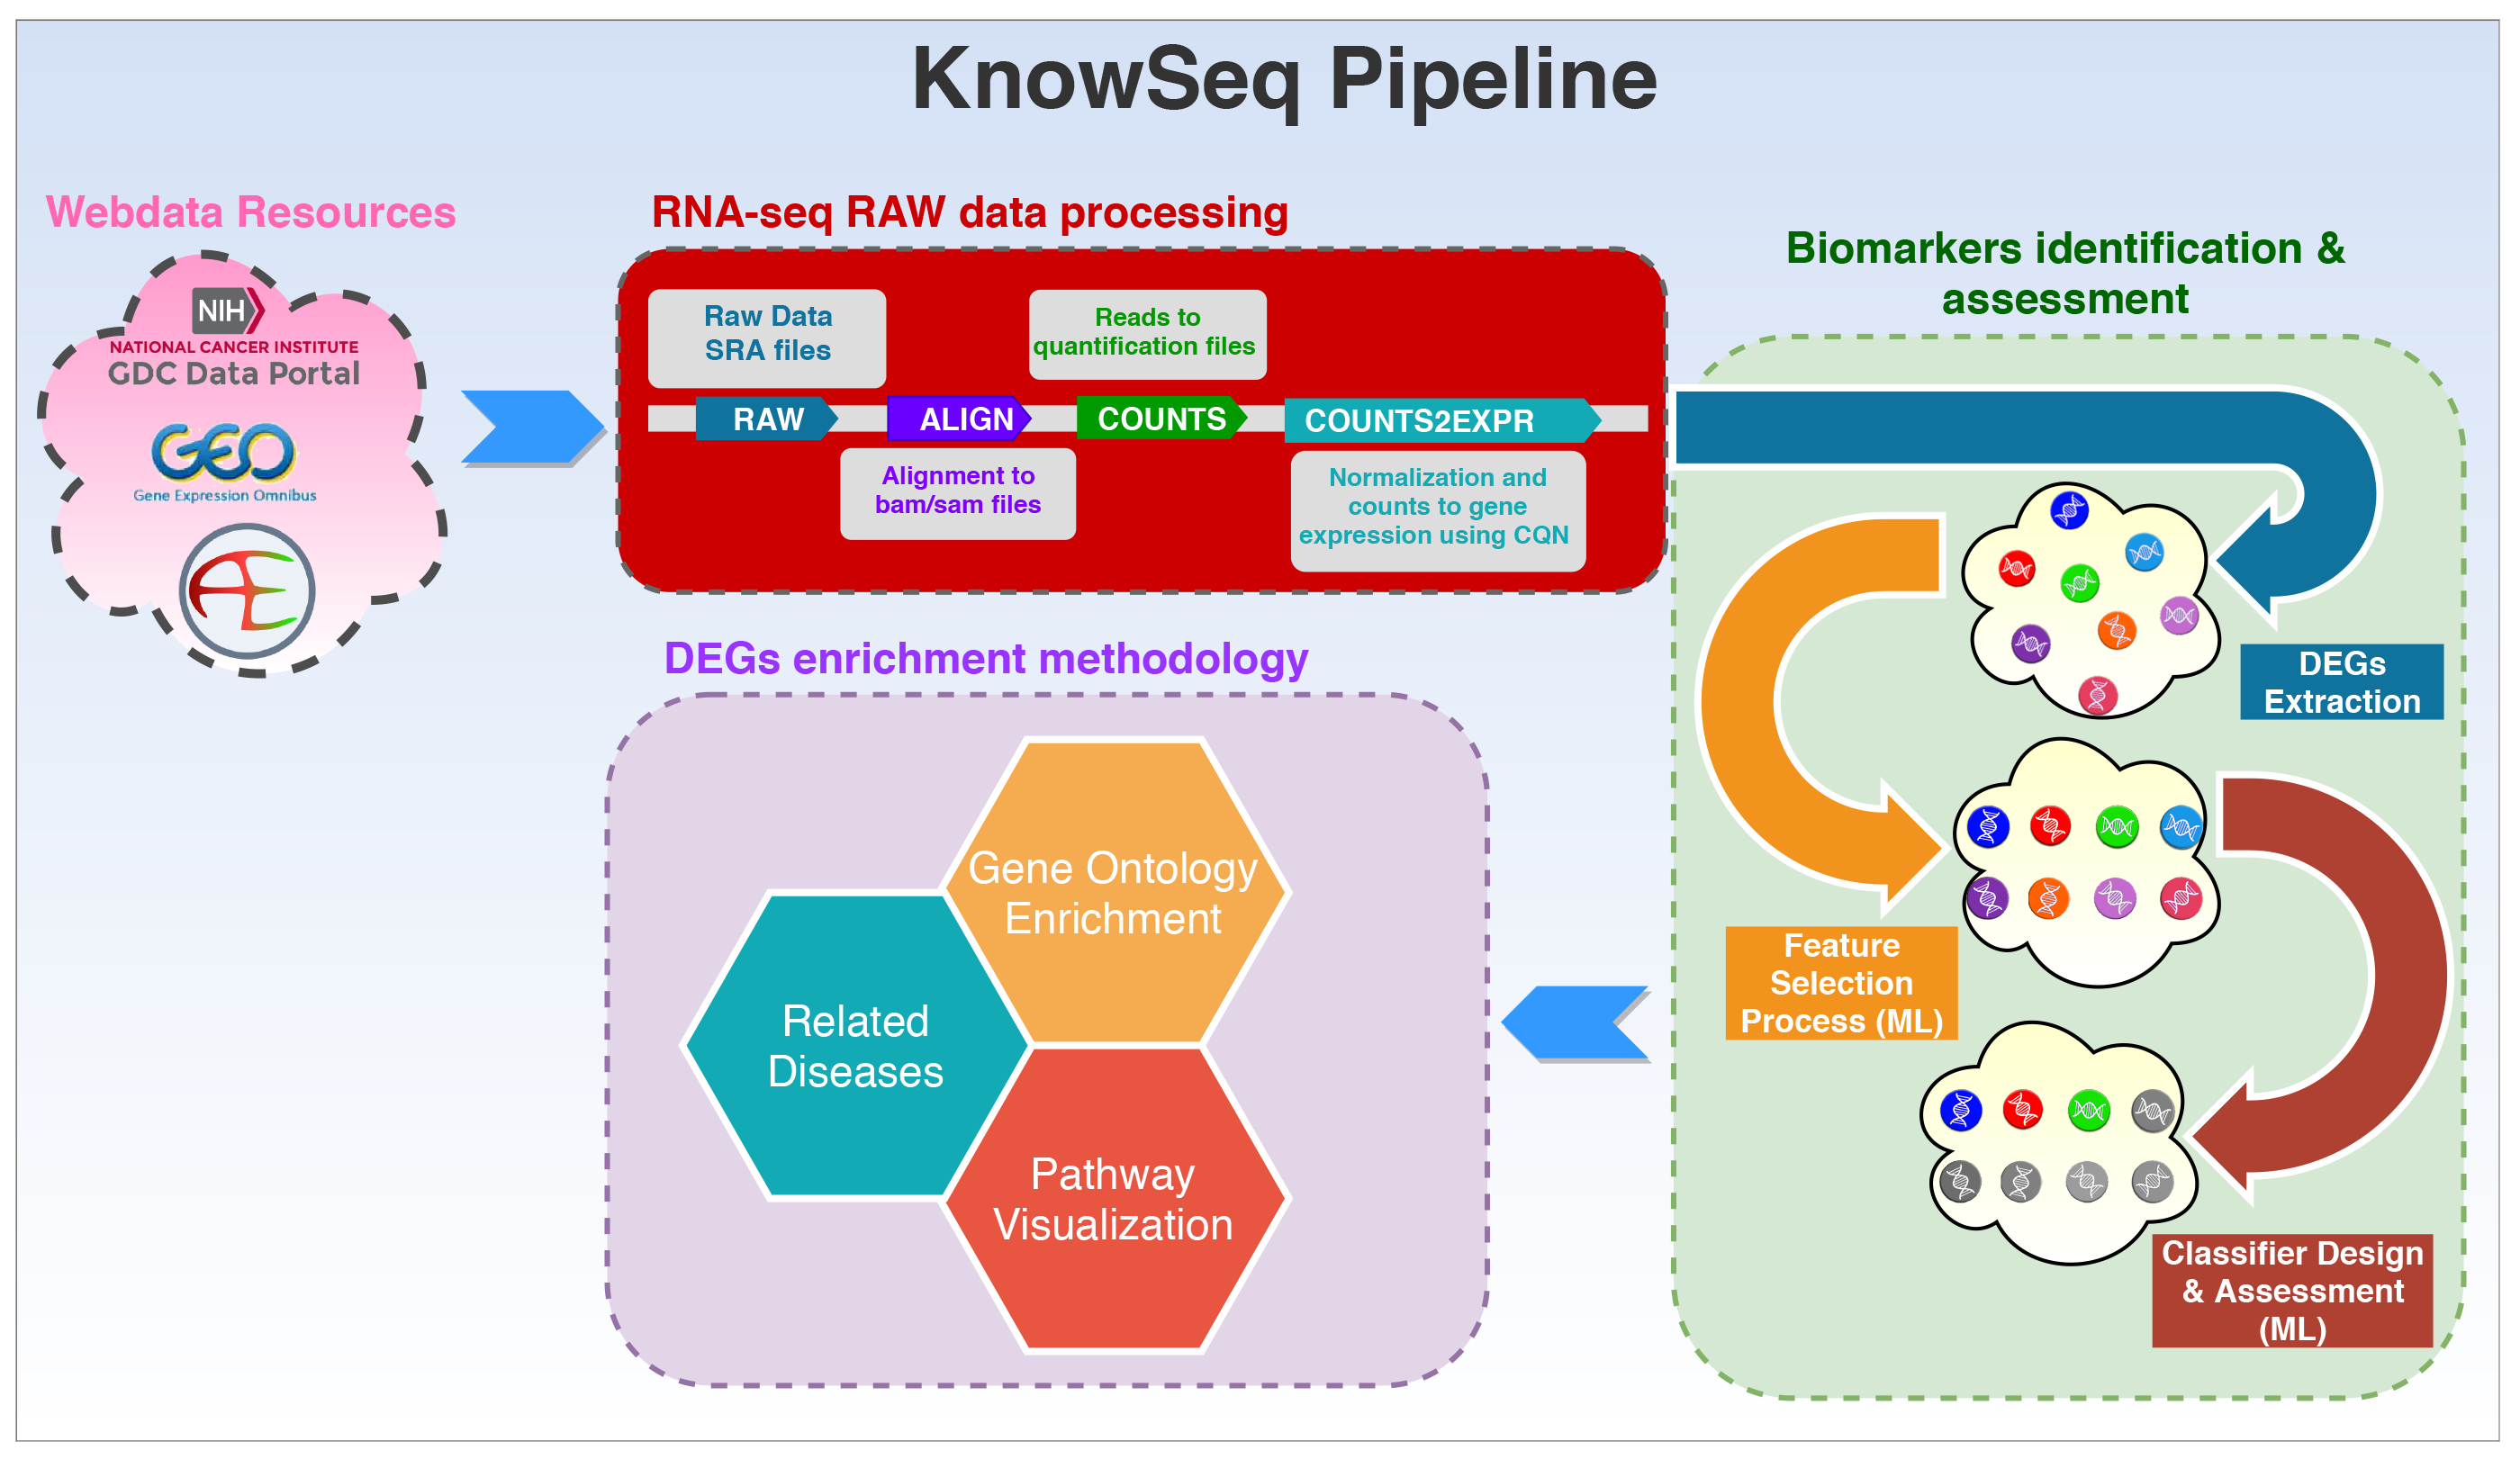 KnowSeq Pipeline
Webdata Resources
NIH
NATIONAL CANCER INSTITUTE
GDC Data Portal
GEO
Gene Expression Omnibus
RNA-seq RAW data processing
Raw Data
SRA files
Reads to
quantification files
RAW
ALIGN
COUNTS
COUNTS2EXPR
Alignment to
bam/sam files
Normalization and
counts to gene
expression using CQN
Biomarkers identification &
assessment
DEGs
Extraction
Feature
Selection
Process (ML)
Classifier Design
& Assessment
(ML)
DEGs enrichment methodology
Gene Ontology
Enrichment
Related
Diseases
Pathway
Visualization